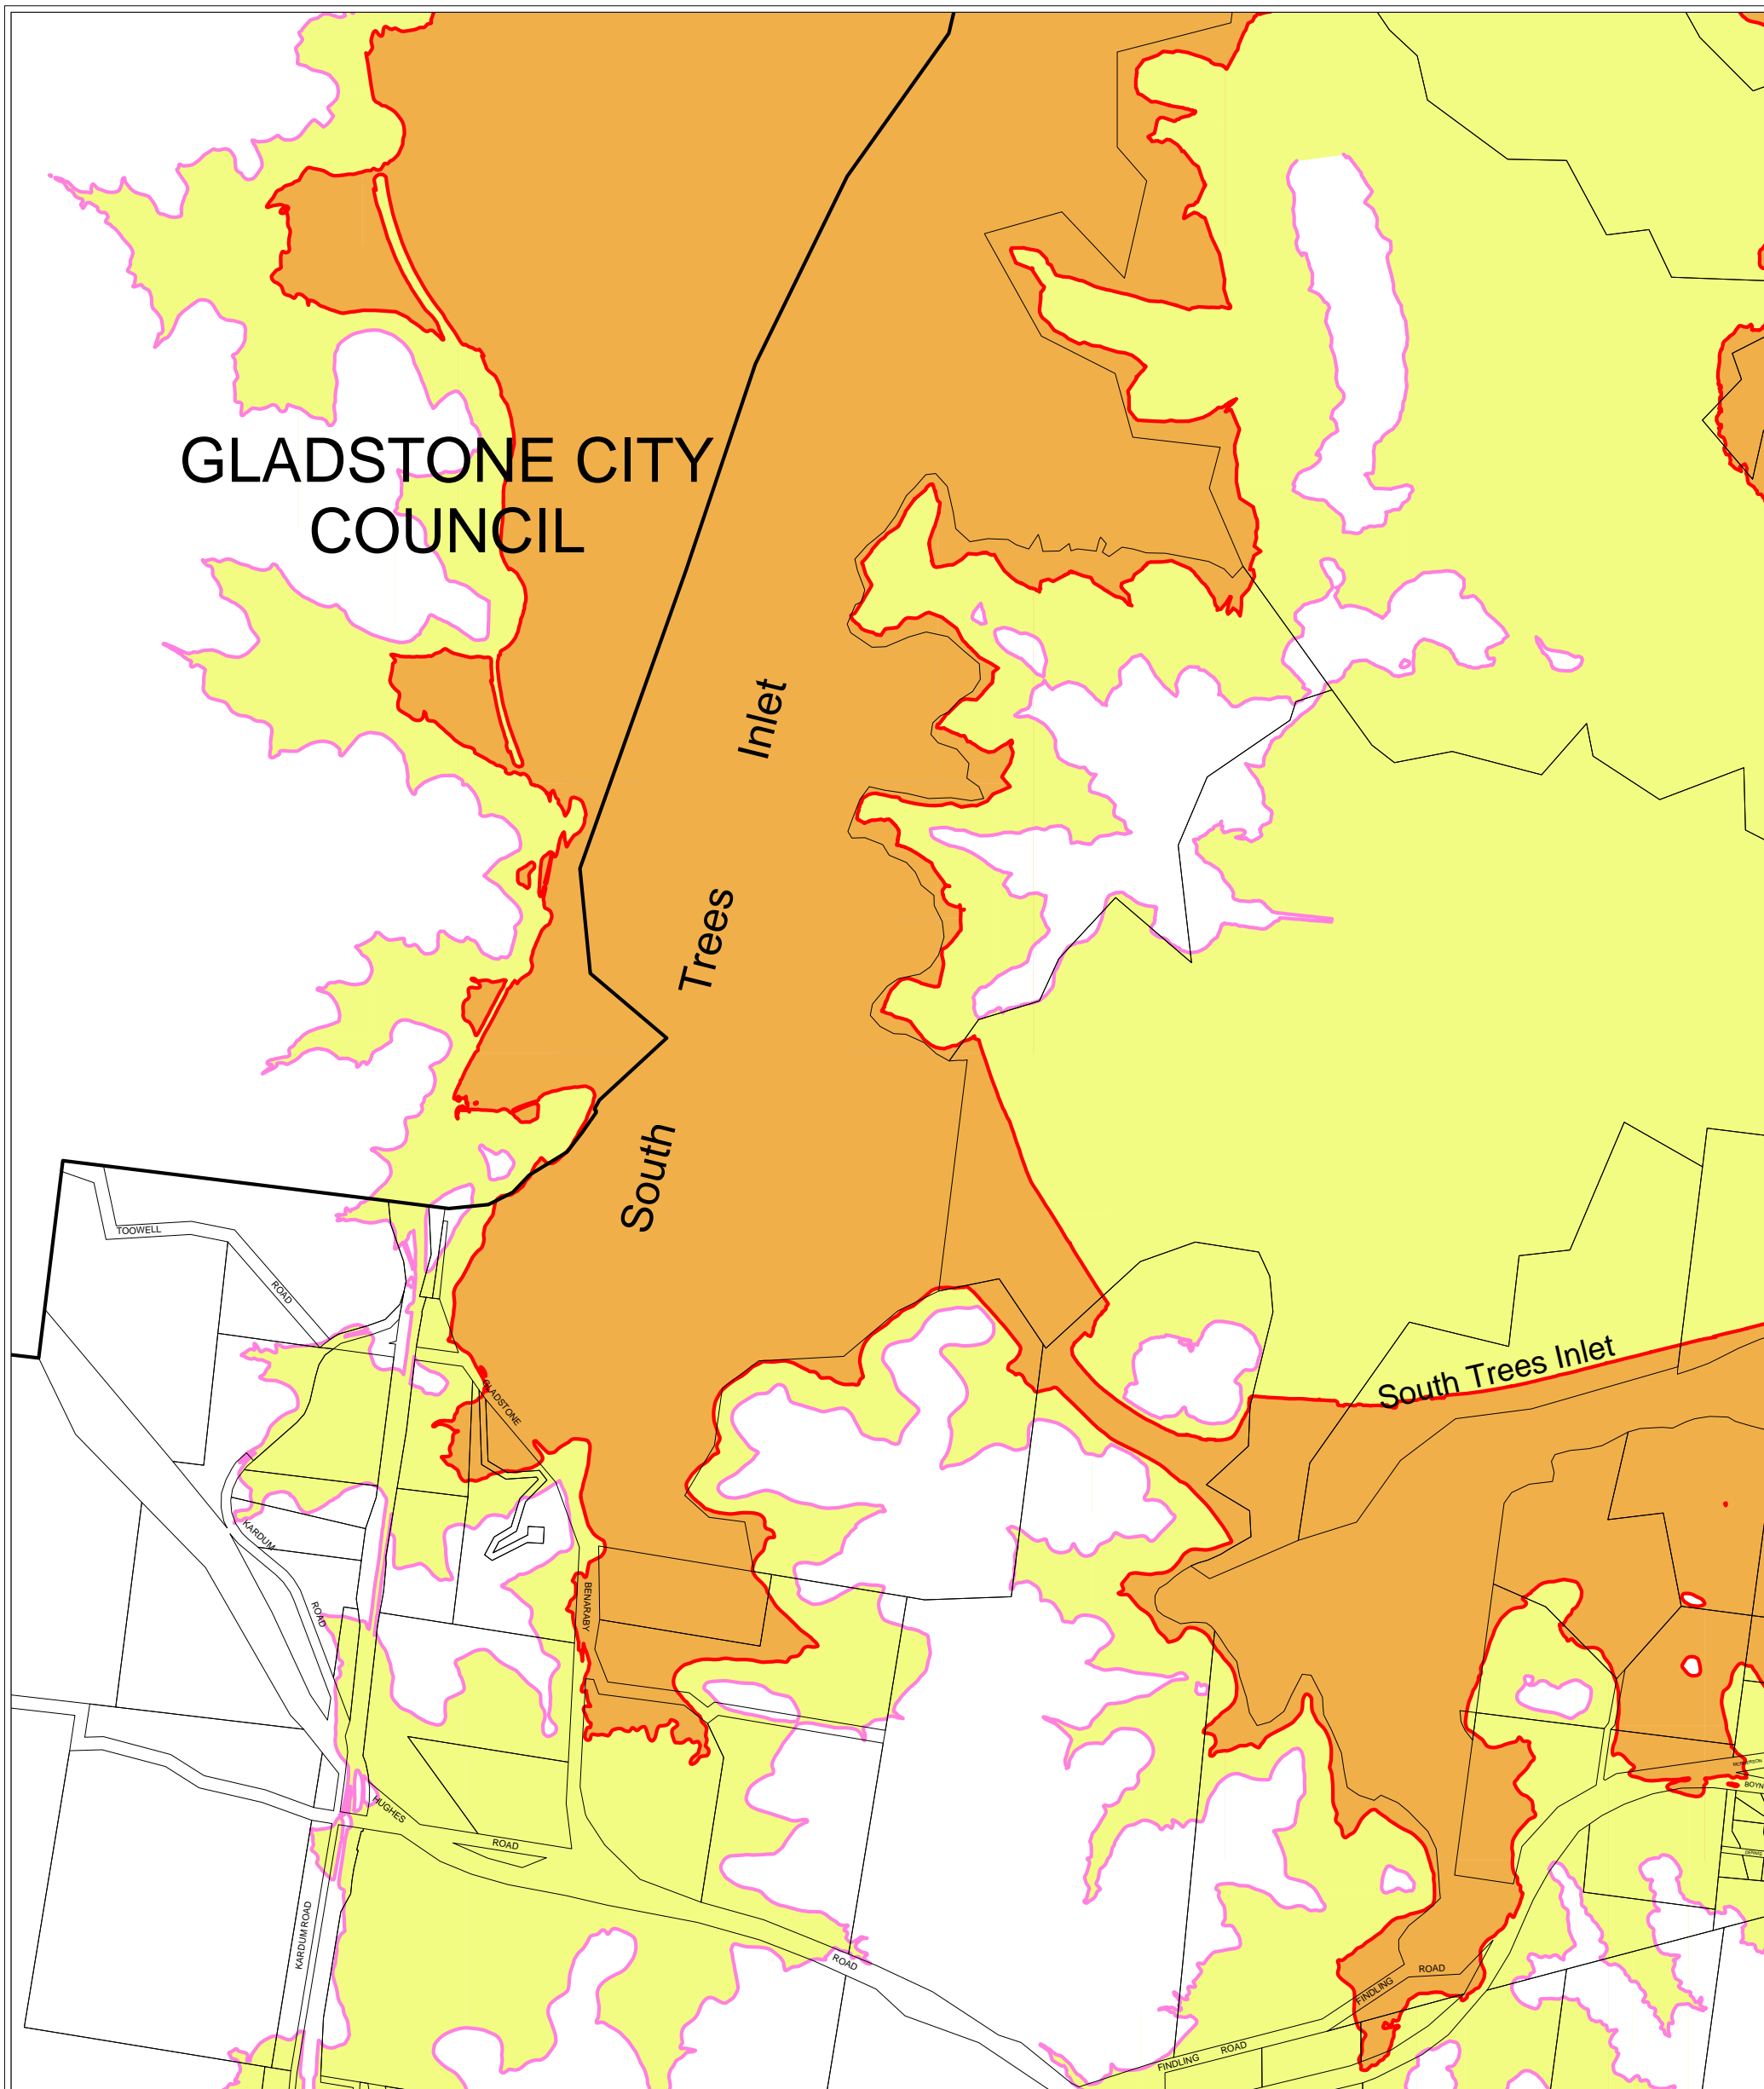 GLADSTONE CITY
COUNCIL
Inlet
Trees
South
TOOWELL
ROAD
South Trees Inlet
GLADSTONE
KARDUM
ROAD
BENARABY
HUGHES
ROAD
KARDUM ROAD
ROAD
FINDLING
ROAD
FINDLING
ROAD
BOYN